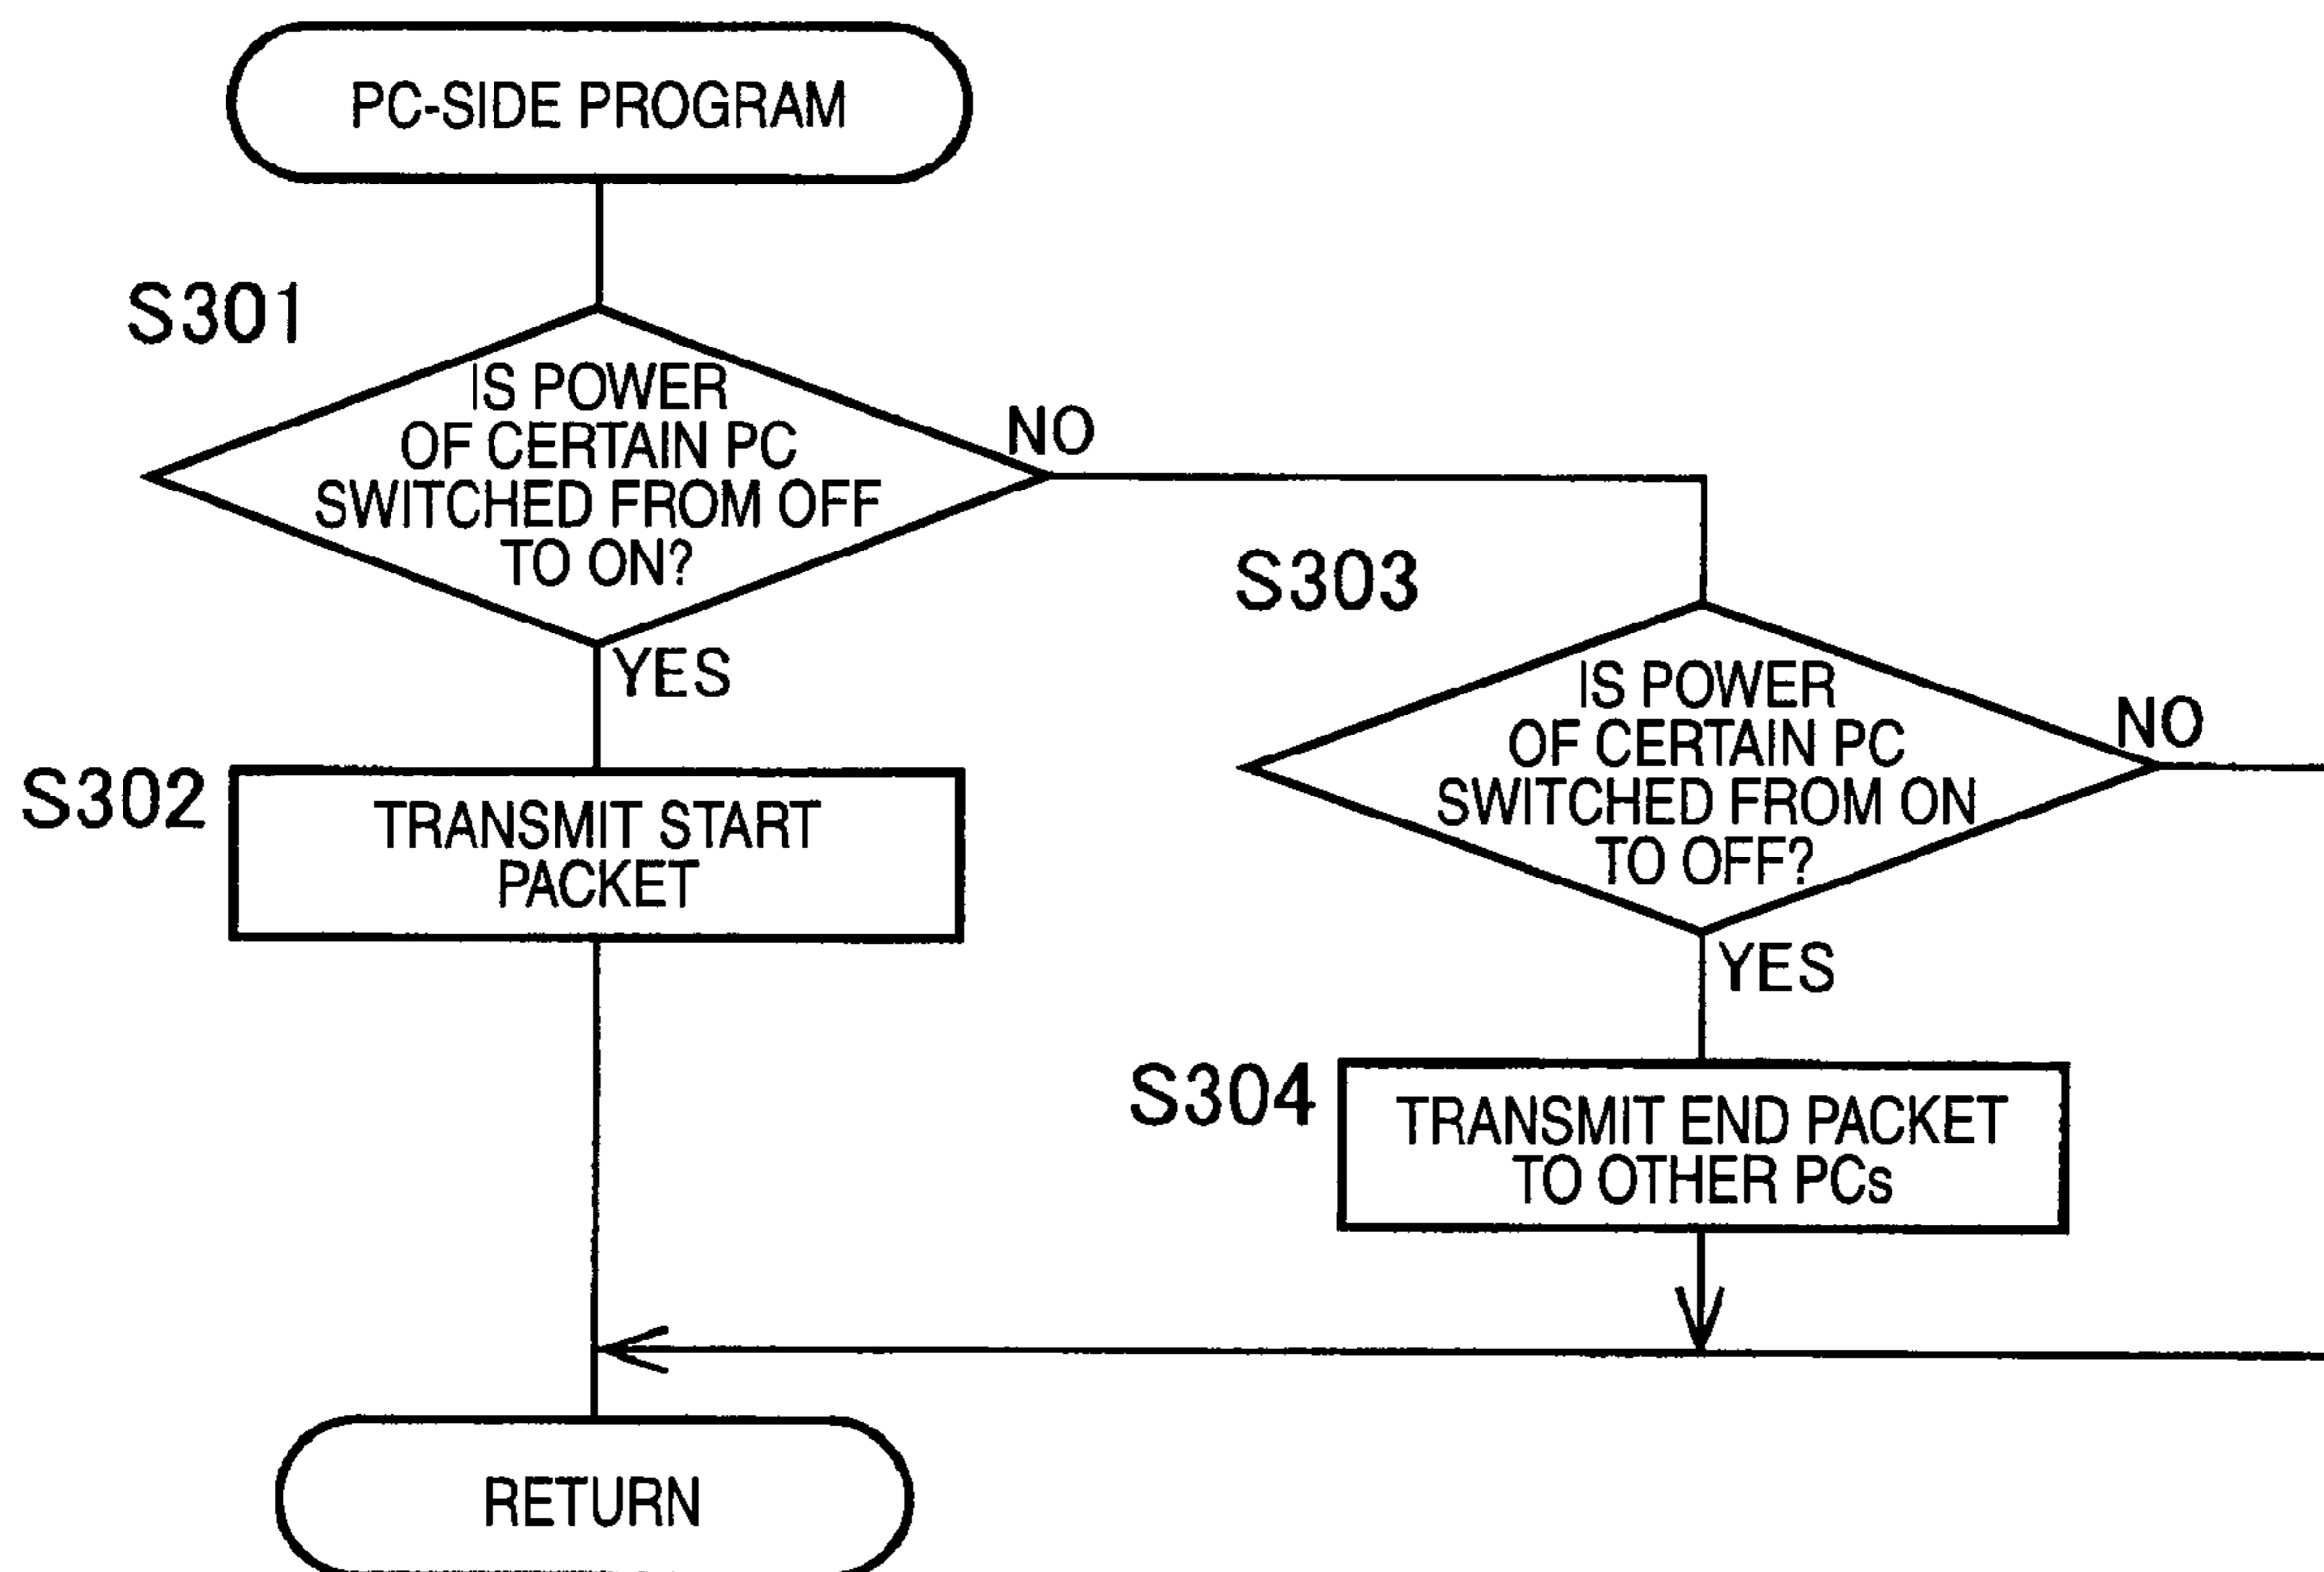 PC-SIDE PROGRAM
S301
IS POWER
OF CERTAIN PC
SWITCHED FROM OFF
TO ON?
NO
YES
S302
TRANSMIT START
PACKET
S303
IS POWER
OF CERTAIN PC
SWITCHED FROM ON
TO OFF?
NO
YES
S304
TRANSMIT END PACKET
TO OTHER PCs
RETURN